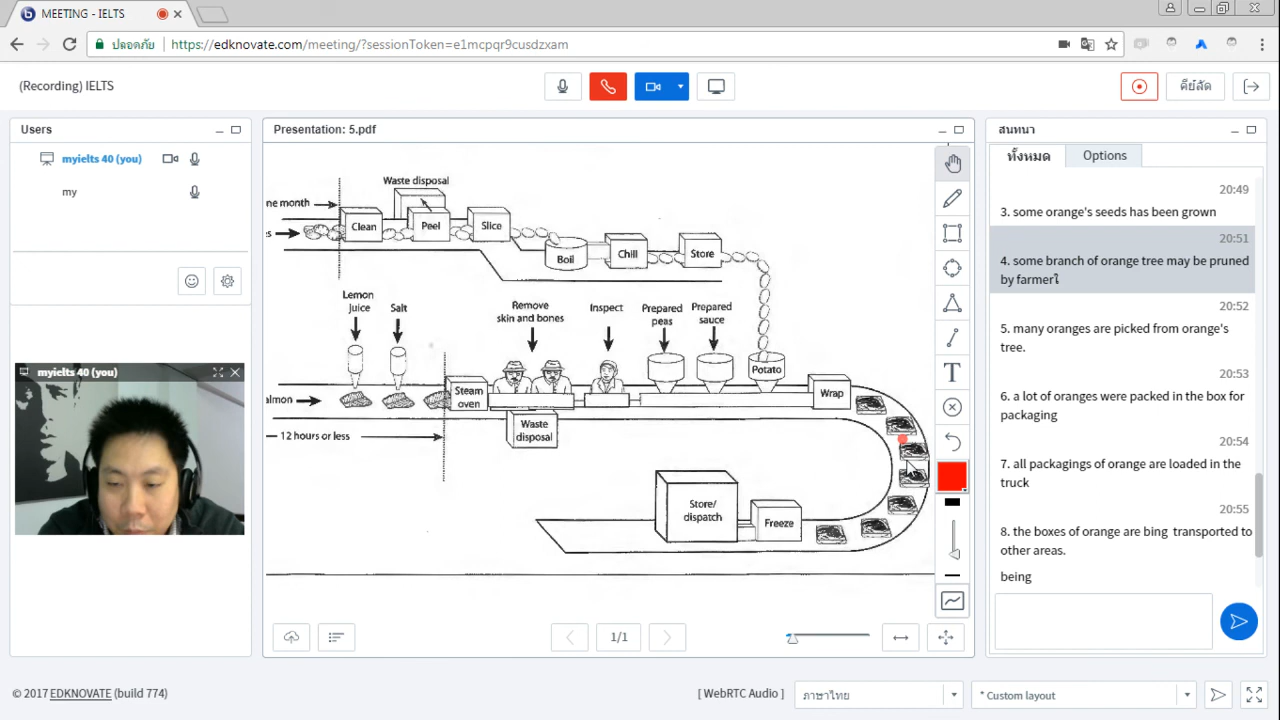 MEETING - IELTS
ปลอดภัย
https://edknovate.com/meeting/?sessionToken=e1mcpqr9cusdzxam
(Recording) IELTS
คีย์ลัด
Users
myielts 40 (you)
my
myielts 40 (you)
Presentation: 5.pdf
Waste disposal
ne month
s
Clean
Peel
Slice
Boil
Chill
Store
Lemon
juice
Salt
Remove
skin and bones
Inspect
Prepared
peas
Prepared
sauce
Potato
almon
Steam
oven
Wrap
12 hours or less
Waste
disposal
Store/
dispatch
Freeze
T
1/1
สนทนา
ทั้งหมด
Options
20:49
3. some orange's seeds has been grown
20:51
4. some branch of orange tree may be pruned
by farmerใ
20:52
5. many oranges are picked from orange's
tree.
20:53
6. a lot of oranges were packed in the box for
packaging
20:54
7. all packagings of orange are loaded in the
truck
20:55
8. the boxes of orange are bing transported to
other areas.
being
© 2017 EDKNOVATE (build 774)
[ WebRTC Audio ]
ภาษาไทย
* Custom layout